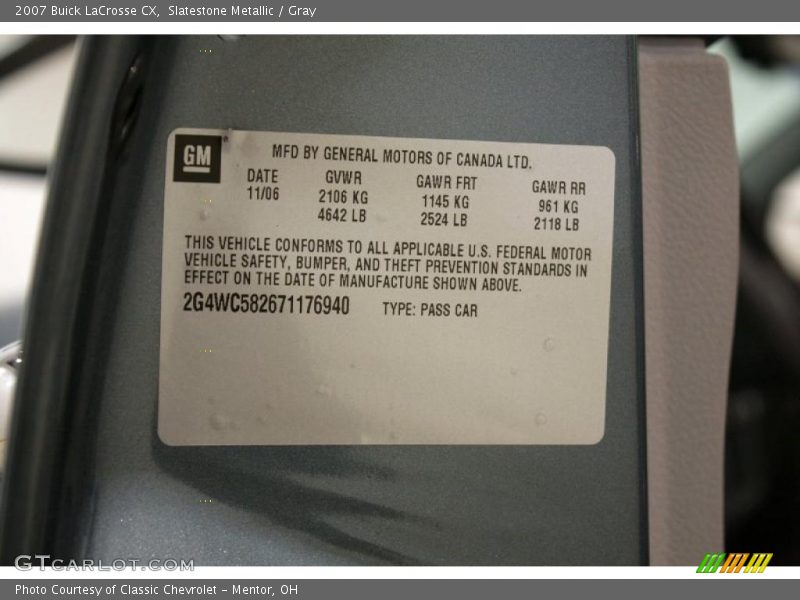 2007 Buick LaCrosse CX, Slatestone Metallic / Gray
GM
MFD BY GENERAL MOTORS OF CANADA LTD.
DATE GVWR GAWR FRT GAWR RR
11/06 2106 KG 1145 KG 961 KG
4642 LB 2524 LB 2118 LB
THIS VEHICLE CONFORMS TO ALL APPLICABLE U.S. FEDERAL MOTOR
VEHICLE SAFETY, BUMPER, AND THEFT PREVENTION STANDARDS IN
EFFECT ON THE DATE OF MANUFACTURE SHOWN ABOVE.
2G4WC582671176940 TYPE: PASS CAR
GTCARLOT.COM
Photo Courtesy of Classic Chevrolet - Mentor, OH